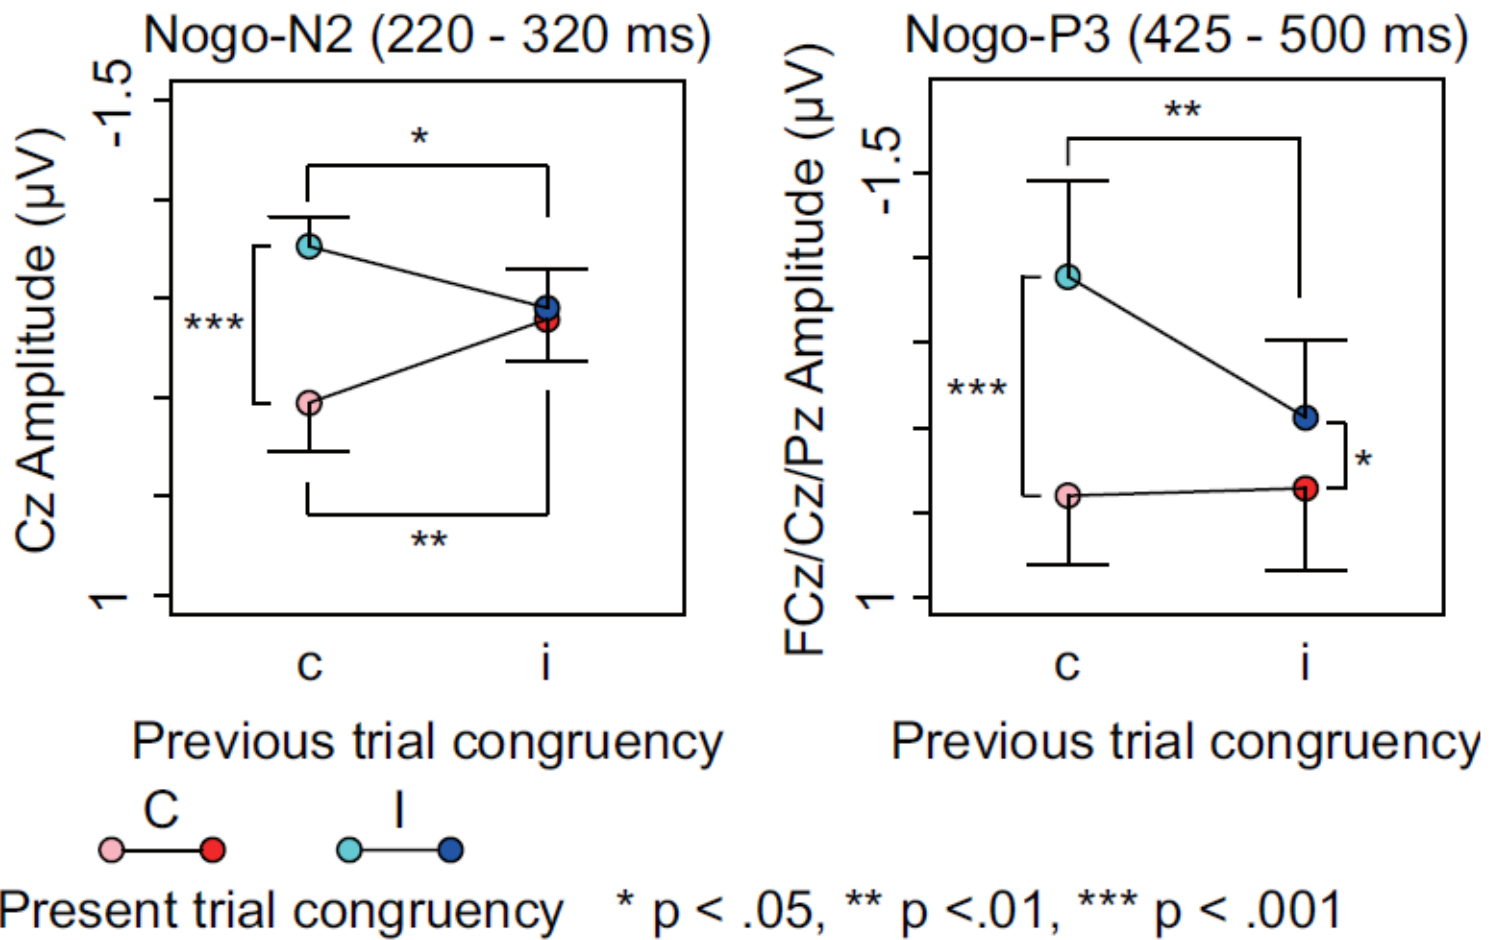 Nogo-N2 (220 - 320 ms)
Cz Amplitude (µV)
-1.5
1
*
***
**
c i
Previous trial congruency
Nogo-P3 (425 - 500 ms)
FCz/Cz/Pz Amplitude (µV)
-1.5
1
**
***
*
c i
Previous trial congruency
C I
Present trial congruency * p < .05, ** p <.01, *** p < .001